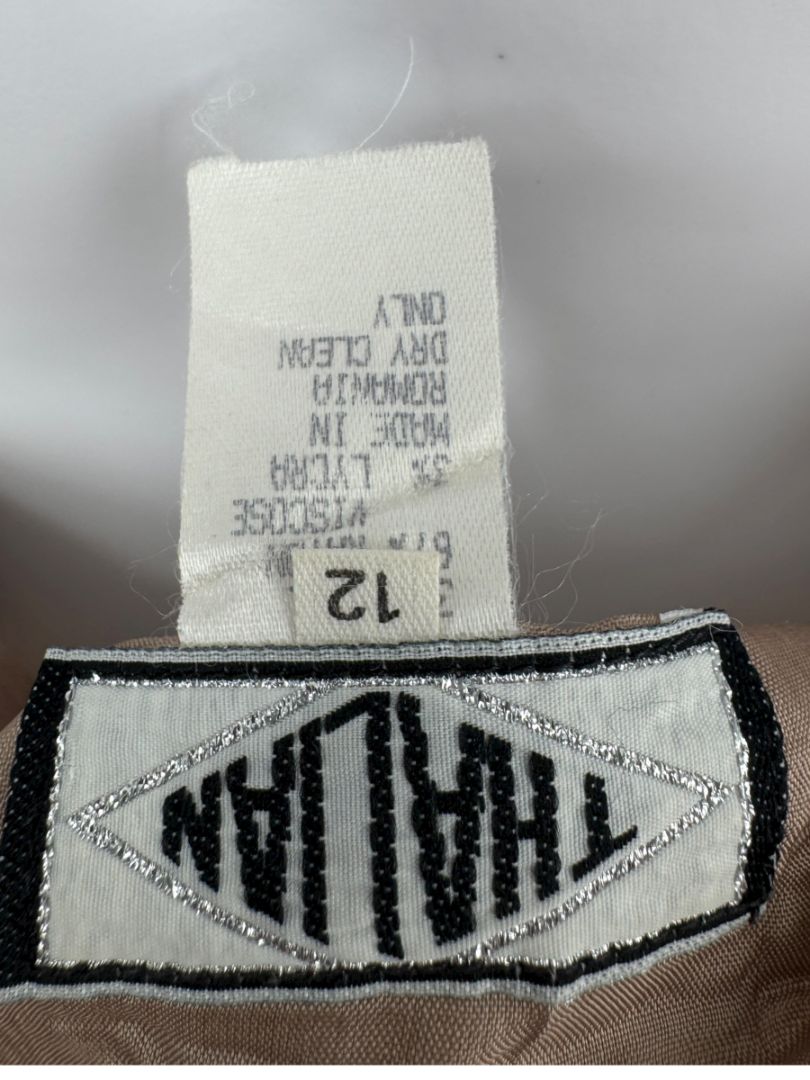 THALIAN
12
VISCOSE
3% LYCRA
MADE IN
ROMANIA
DRY CLEAN
ONLY